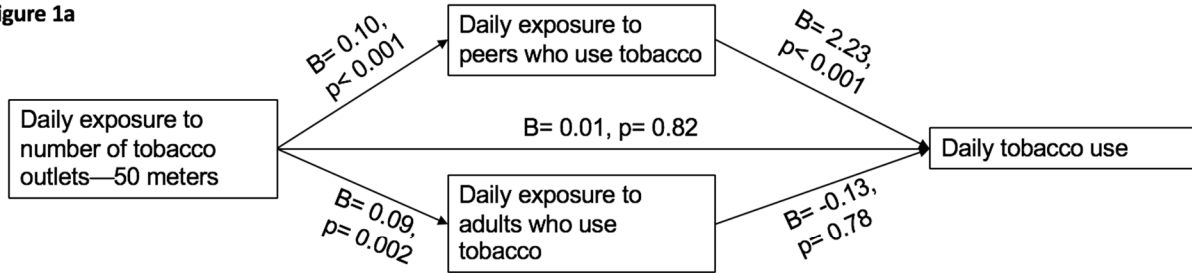 igure 1a
B= 0.10,
p< 0.001
Daily exposure to
peers who use tobacco
B= 2.23,
p< 0.001
Daily exposure to
number of tobacco
outlets—50 meters
B= 0.01, p= 0.82
Daily tobacco use
B= 0.09,
p= 0.002
Daily exposure to
adults who use
tobacco
B= -0.13,
p= 0.78